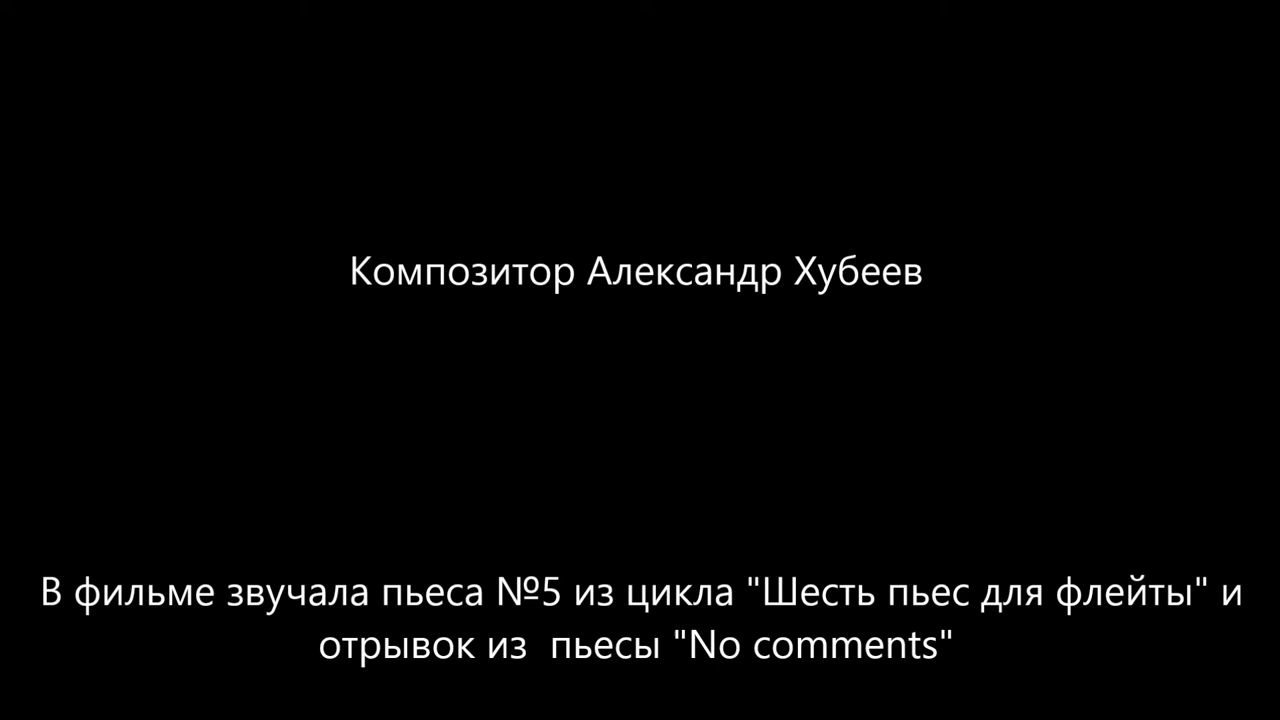 Композитор Александр Хубеев
В фильме звучала пьеса №5 из цикла "Шесть пьес для флейты" и
отрывок из  пьесы "No comments"